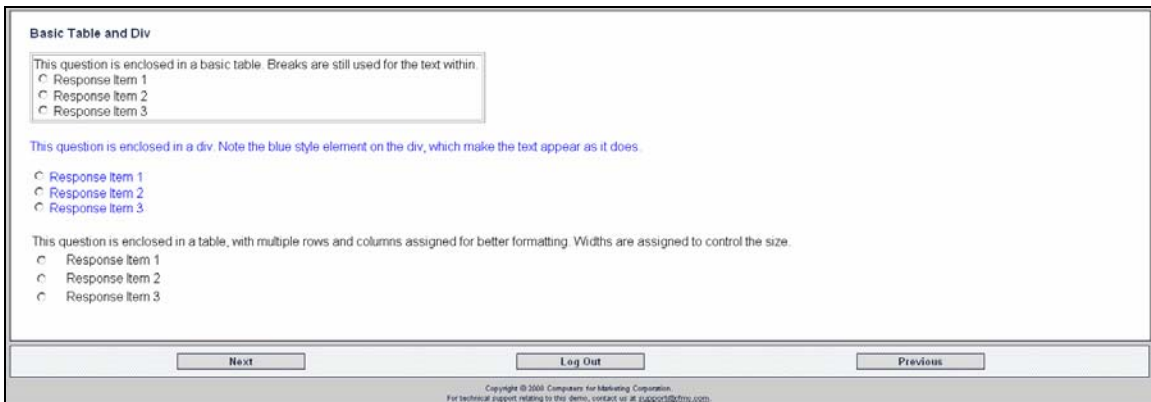 Basic Table and Div
This question is enclosed in a basic table. Breaks are still used for the text within.
Response Item 1
Response Item 2
Response Item 3
This question is enclosed in a div. Note the blue style element on the div, which make the text appear as it does.
Response Item 1
Response Item 2
Response Item 3
This question is enclosed in a table, with multiple rows and columns assigned for better formatting. Widths are assigned to control the size.
Response Item 1
Response Item 2
Response Item 3
Next Log Out Previous
Copyright © 2000 Computers for Marketing Corporation.
For technical support relating to this demo, contact us at support@cfmc.com.